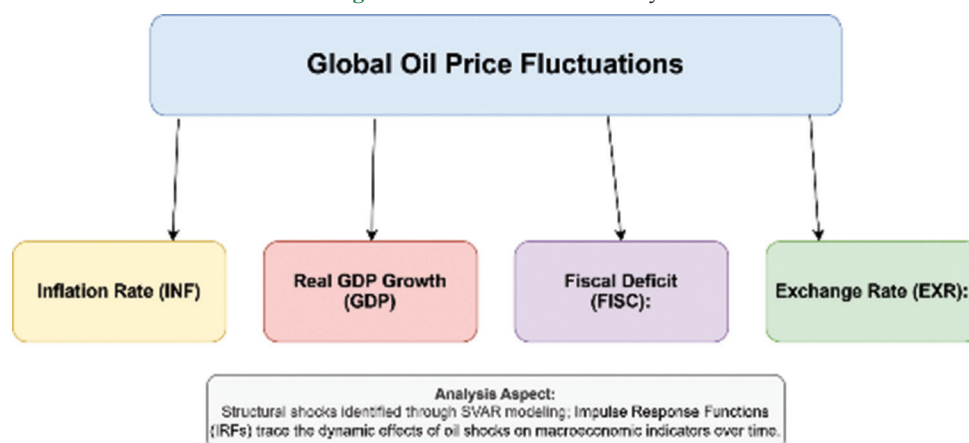 Global Oil Price Fluctuations
Inflation Rate (INF)
Real GDP Growth
(GDP)
Fiscal Deficit
(FISC):
Exchange Rate (EXR):
Analysis Aspect:
Structural shocks identified through SVAR modeling; Impulse Response Functions
(IRFs) trace the dynamic effects of oil shocks on macroeconomic indicators over time.